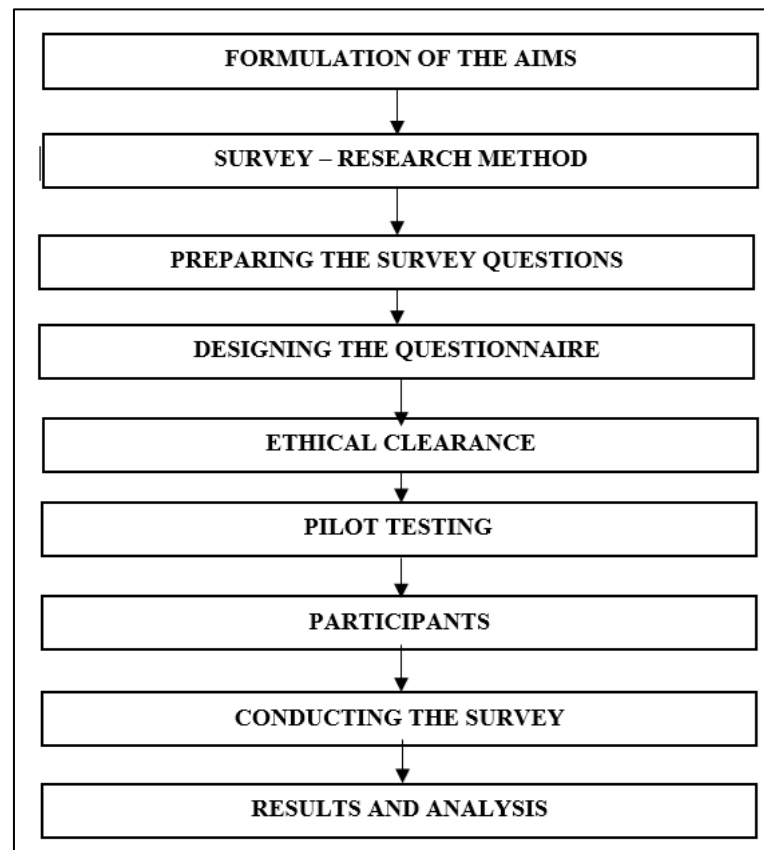 FORMULATION OF THE AIMS
SURVEY – RESEARCH METHOD
PREPARING THE SURVEY QUESTIONS
DESIGNING THE QUESTIONNAIRE
ETHICAL CLEARANCE
PILOT TESTING
PARTICIPANTS
CONDUCTING THE SURVEY
RESULTS AND ANALYSIS